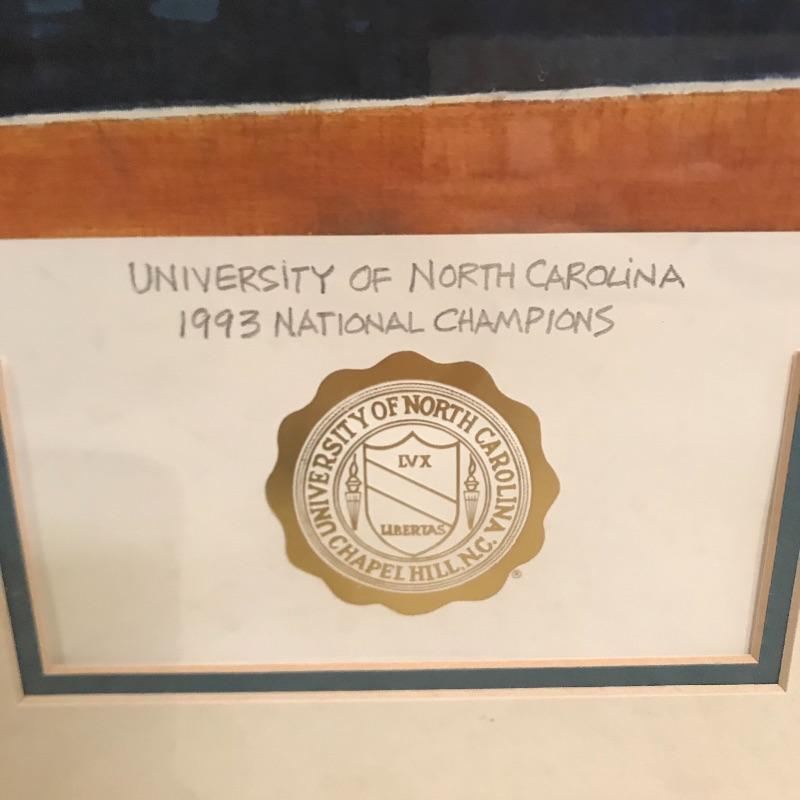 UNIVERSITY OF NORTH CAROLINA
1993 NATIONAL CHAMPIONS
UNIVERSITY OF NORTH CAROLINA
LVX
LIBERTAS
CHAPEL HILL, N.C.
®